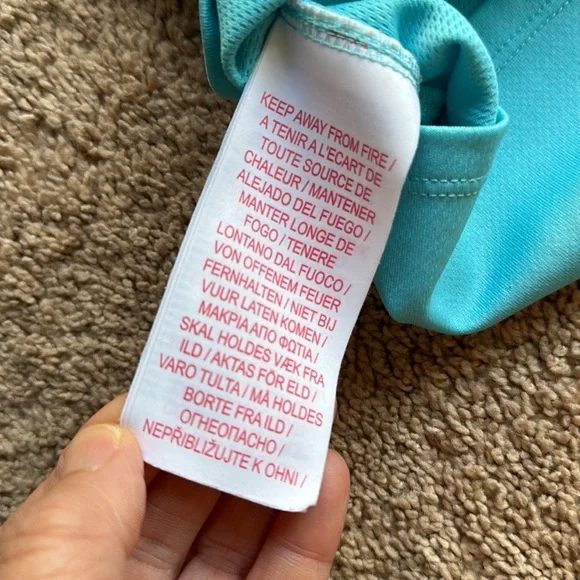 KEEP AWAY FROM FIRE /
A TENIR A L'ECART DE
TOUTE SOURCE DE
CHALEUR / MANTENER
ALEJADO DEL FUEGO /
MANTER LONGE DE
FOGO / TENERE
LONTANO DAL FUOCO /
VON OFFENEM FEUER
FERNHALTEN / NIET BIJ
VUUR LATEN KOMEN /
ΜΑΚΡΙΑ ΑΠΟ ΦΩΤΙΑ /
SKAL HOLDES VÆK FRA
ILD / AKTAS FÖR ELD /
VARO TULTA / MÅ HOLDES
BORTE FRA ILD /
ОГНЕОПАСНО /
NEPŘIBLIŽUJTE K OHNI /